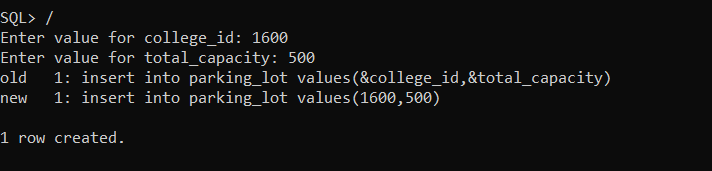 SQL> /
Enter value for college_id: 1600
Enter value for total_capacity: 500
old   1: insert into parking_lot values(&college_id,&total_capacity)
new   1: insert into parking_lot values(1600,500)
1 row created.